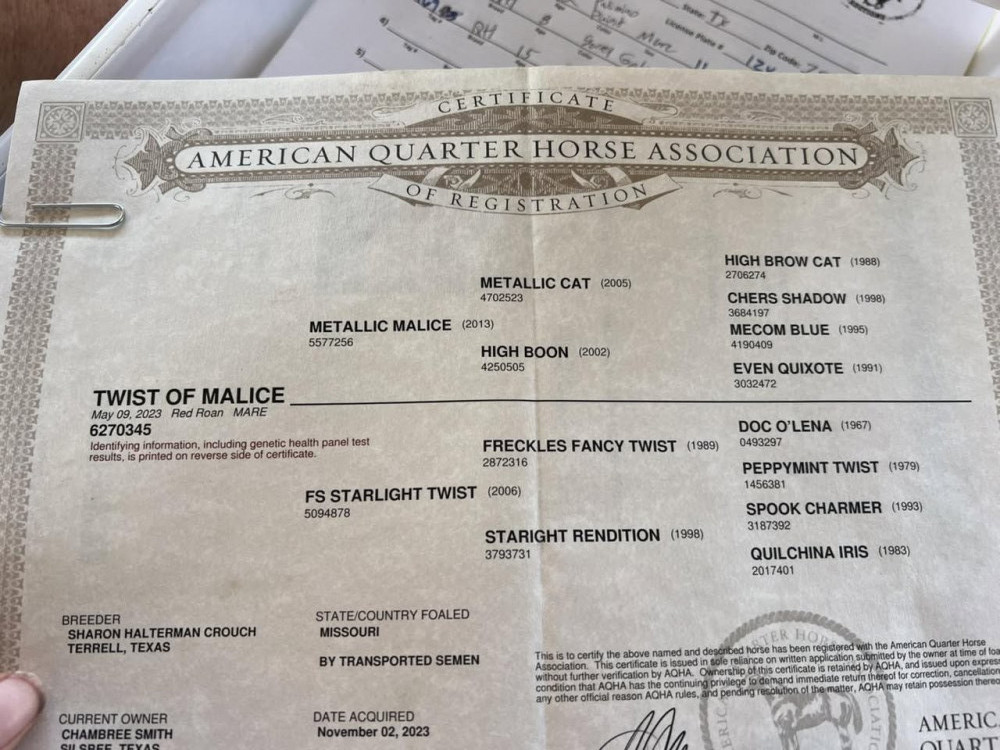 State: TX
License Plate #
Zip Code:
QH
15
CERTIFICATE
AMERICAN QUARTER HORSE ASSOCIATION
OF REGISTRATION
HIGH BROW CAT (1988)
2706274
METALLIC CAT (2005)
4702523
CHERS SHADOW (1998)
3684197
METALLIC MALICE (2013)
5577256
MECOM BLUE (1995)
4190409
HIGH BOON (2002)
4250505
EVEN QUIXOTE (1991)
3032472
TWIST OF MALICE
May 09, 2023 Red Roan MARE
6270345
Identifying information, including genetic health panel test
results, is printed on reverse side of certificate.
DOC O'LENA (1967)
0493297
FRECKLES FANCY TWIST (1989)
2872316
PEPPYMINT TWIST (1979)
1456381
FS STARLIGHT TWIST (2006)
5094878
SPOOK CHARMER (1993)
3187392
STARIGHT RENDITION (1998)
3793731
QUILCHINA IRIS (1983)
2017401
BREEDER
SHARON HALTERMAN CROUCH
TERRELL, TEXAS
STATE/COUNTRY FOALED
MISSOURI
BY TRANSPORTED SEMEN
This is to certify the above named and described horse has been registered with the American Quarter Horse
Association. This certificate is issued in sole reliance on written application submitted by the owner at time of
without further verification by AQHA. Ownership of this certificate is retained by AQHA, and issued upon
condition that AQHA has the continuing privilege to demand immediate return thereof for correction, cancellation
any other official reason AQHA rules, and pending resolution of the matter, AQHA may retain possession
CURRENT OWNER
CHAMBREE SMITH
SILSBEE, TEXAS
DATE ACQUIRED
November 02, 2023